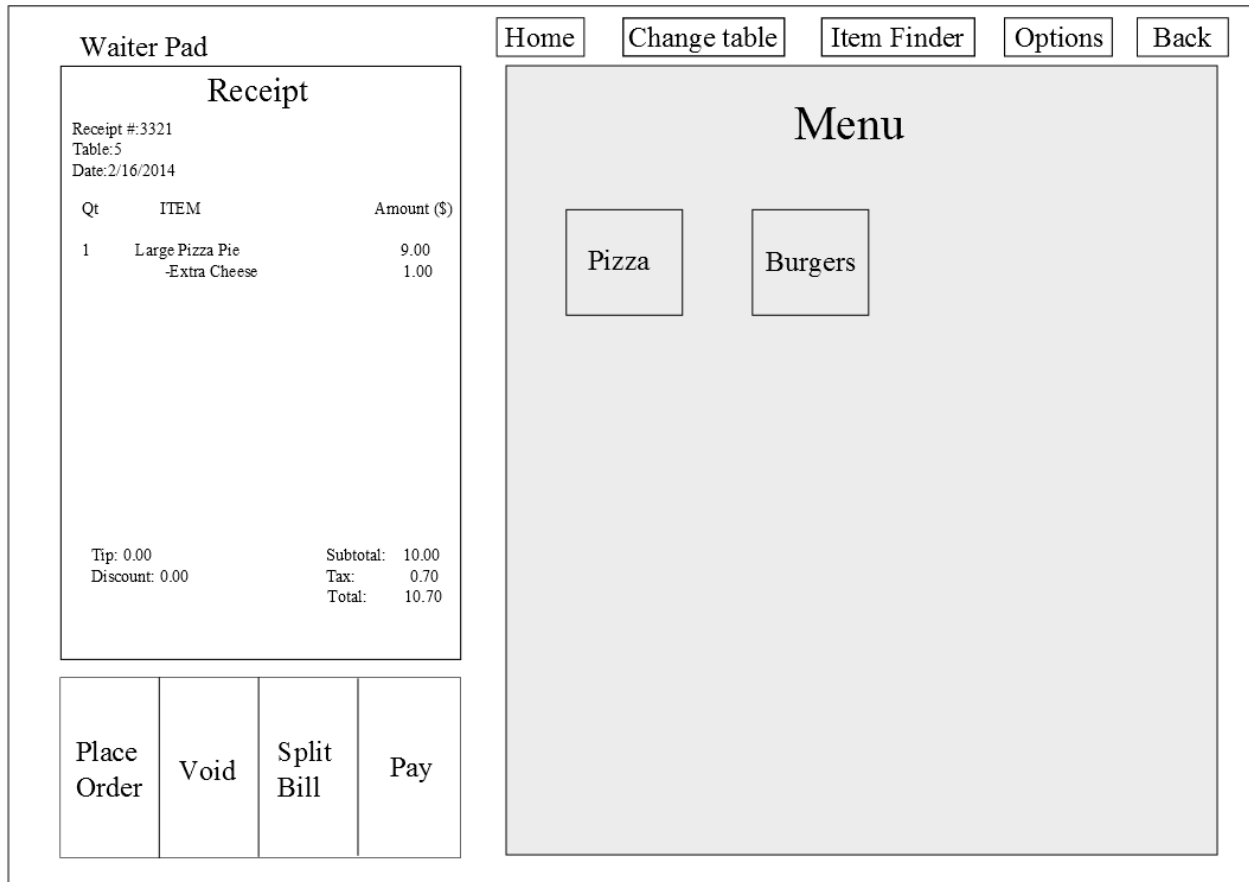 Waiter Pad
Home Change table Item Finder Options Back
Receipt
Receipt #:3321
Table:5
Date:2/16/2014
Qt ITEM Amount ($)
1 Large Pizza Pie 9.00
-Extra Cheese 1.00
Tip: 0.00 Subtotal: 10.00
Discount: 0.00 Tax: 0.70
Total: 10.70
Place
Order
Void
Split
Bill
Pay
Menu
Pizza
Burgers